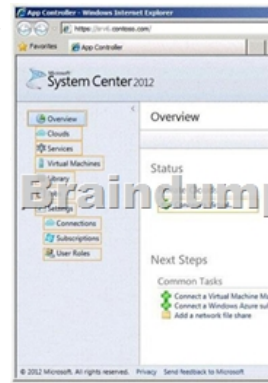 App Controller - Windows Internet Explorer
Favorites App Controller
Microsoft
System Center 2012
Overview
Clouds
Services
Virtual Machines
Library
Settings
Connections
Subscriptions
User Roles
Overview
Status
Braindump
Next Steps
Common Tasks
Connect a Virtual Machine
Connect a Windows Azure
Add a network file share
© 2012 Microsoft. All rights reserved. Privacy Send feedback to Microsoft